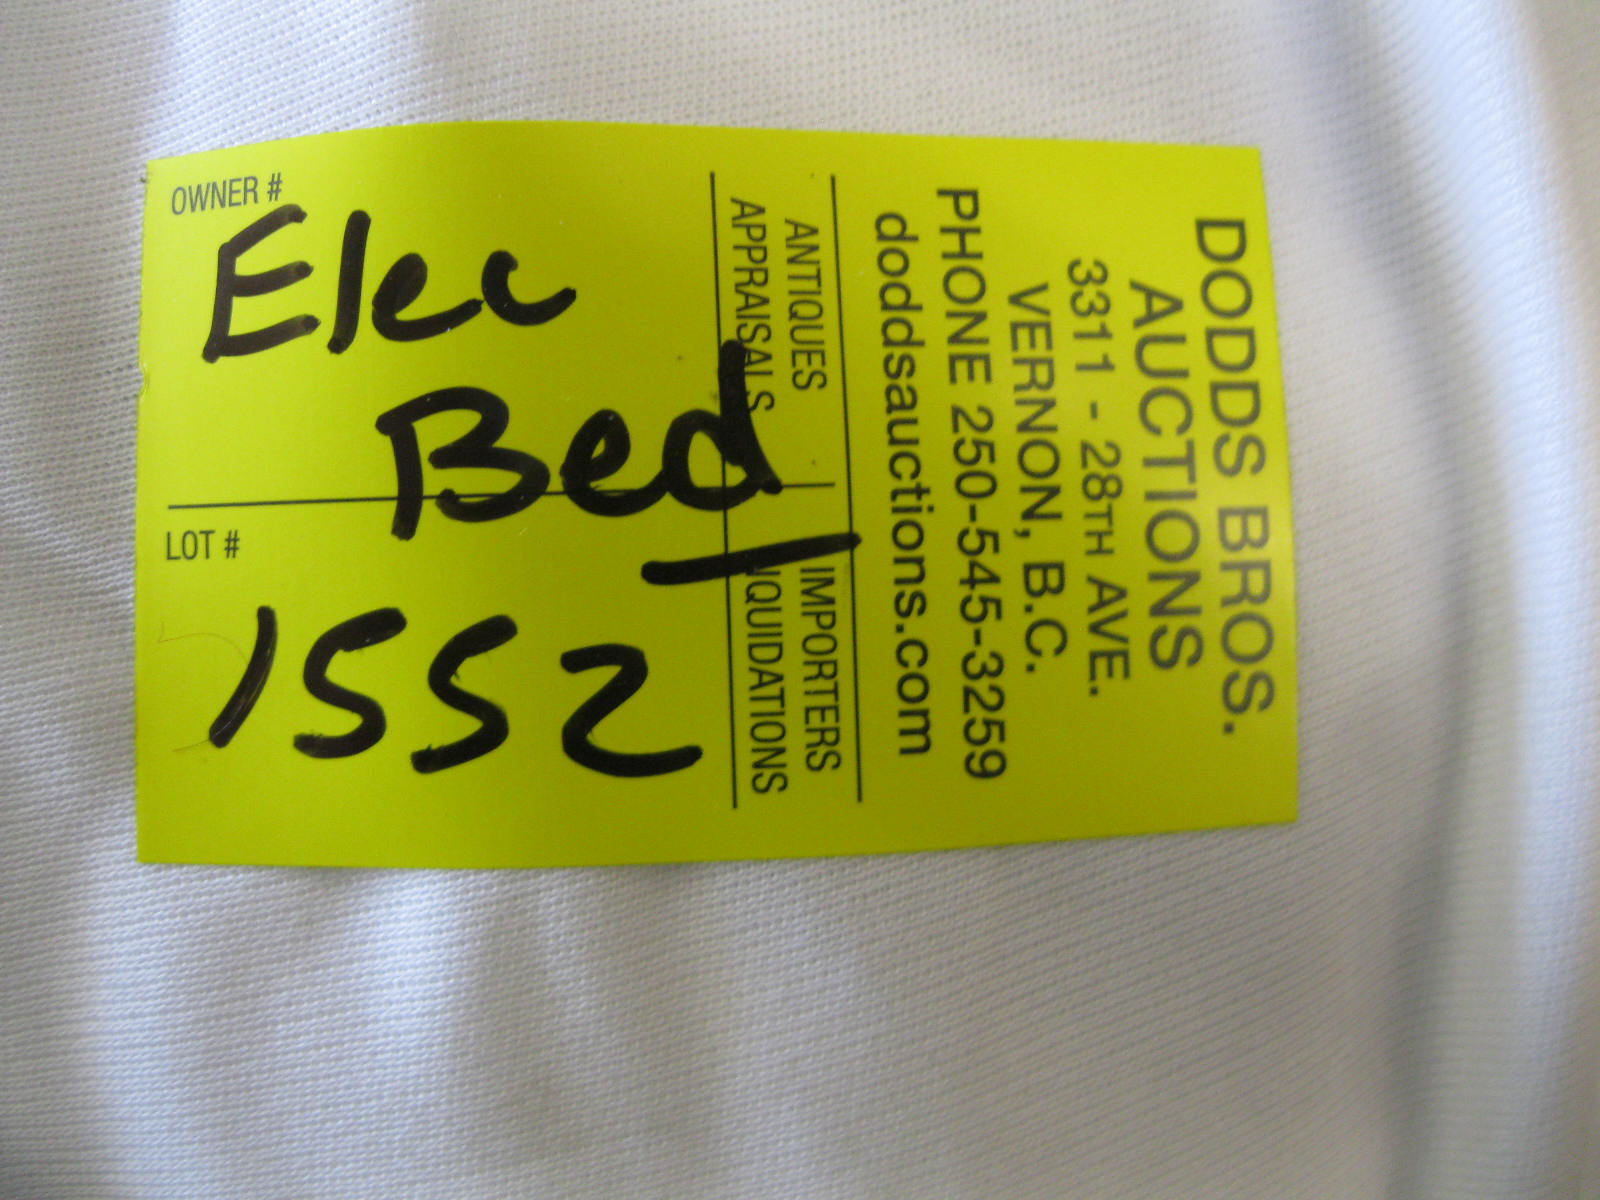 DODDS BROS.
AUCTIONS
3311 - 28TH AVE.
VERNON, B.C.
PHONE 250-545-3259
doddsauctions.com
ANTIQUES IMPORTERS
APPRAISALS LIQUIDATIONS
OWNER #
Elec
Bed
LOT #
1552